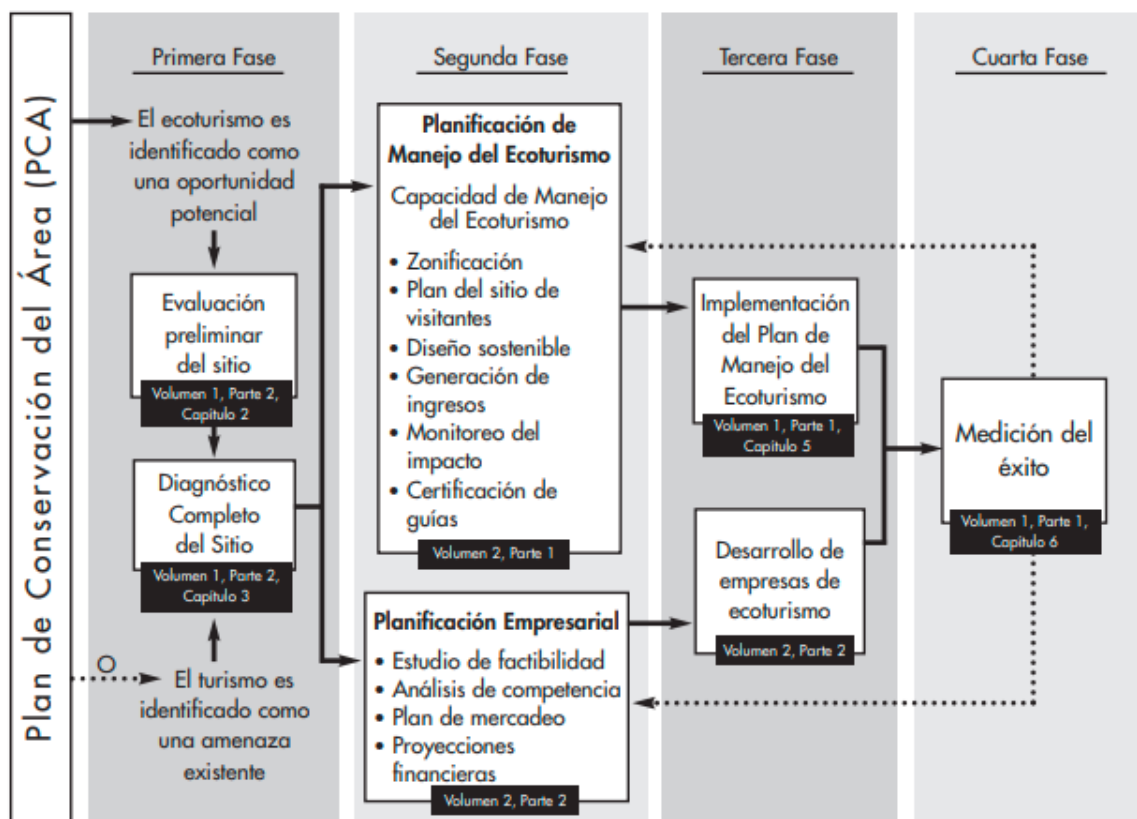 Plan de Conservación del Área (PCA)
Primera Fase
El ecoturismo es
identificado como
una oportunidad
potencial
Evaluación
preliminar
del sitio
Volumen 1, Parte 2,
Capítulo 2
Diagnóstico
Completo
del Sitio
Volumen 1, Parte 2,
Capítulo 3
O
El turismo es
identificado como
una amenaza
existente
Segunda Fase
Planificación de
Manejo del Ecoturismo
Capacidad de Manejo
del Ecoturismo
• Zonificación
• Plan del sitio de
visitantes
• Diseño sostenible
• Generación de
ingresos
• Monitoreo del
impacto
• Certificación de
guías
Volumen 2, Parte 1
Planificación Empresarial
• Estudio de factibilidad
• Análisis de competencia
• Plan de mercadeo
• Proyecciones
financieras
Volumen 2, Parte 2
Tercera Fase
Implementación
del Plan de
Manejo del
Ecoturismo
Volumen 1, Parte 1,
Capítulo 5
Desarrollo de
empresas de
ecoturismo
Volumen 2, Parte 2
Cuarta Fase
Medición del
éxito
Volumen 1, Parte 1,
Capítulo 6